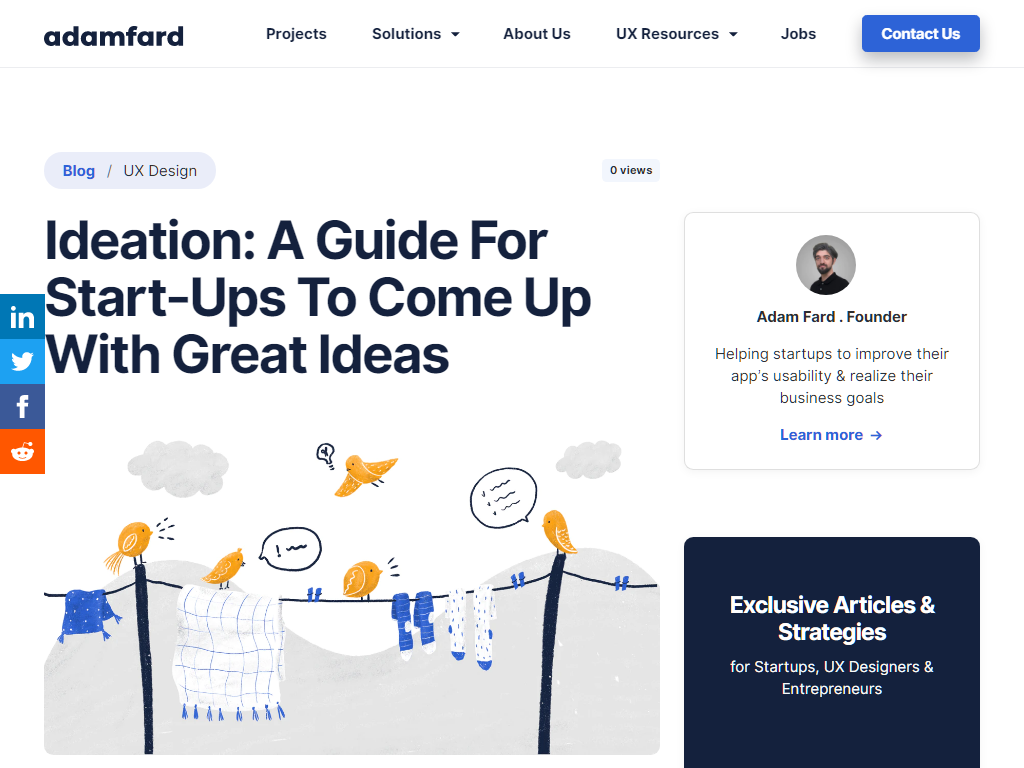 adamfard
Projects
Solutions
About Us
UX Resources
Jobs
Contact Us
Blog / UX Design
0 views
Ideation: A Guide For
Start-Ups To Come Up
With Great Ideas
in
f
Adam Fard . Founder
Helping startups to improve their
app's usability & realize their
business goals
Learn more →
!
Exclusive Articles &
Strategies
for Startups, UX Designers &
Entrepreneurs